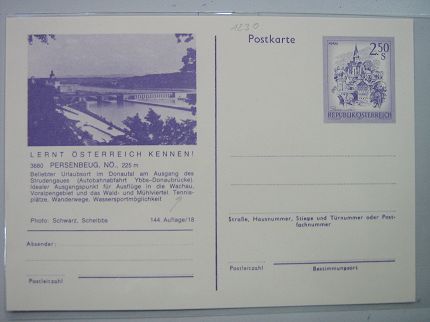 1230
Postkarte
2.50
S
REPUBLIK ÖSTERREICH
LERNT ÖSTERREICH KENNEN!
3680 PERSENBEUG, NÖ., 225 m
Beliebter Urlaubsort im Donautal am Ausgang des
Strudengaues (Autobahnabfahrt Ybbs-Donaubrücke).
Idealer Ausgangspunkt für Ausflüge in die Wachau,
Voralpengebiet und das Wald- und Mühlviertel. Tennis-
plätze, Wanderwege, Wassersportmöglichkeit
Photo: Schwarz, Scheibbs 144. Auflage/18
Absender:
Postleitzahl
Straße, Hausnummer, Stiege und Türnummer oder Post-
fachnummer
Postleitzahl Bestimmungsort